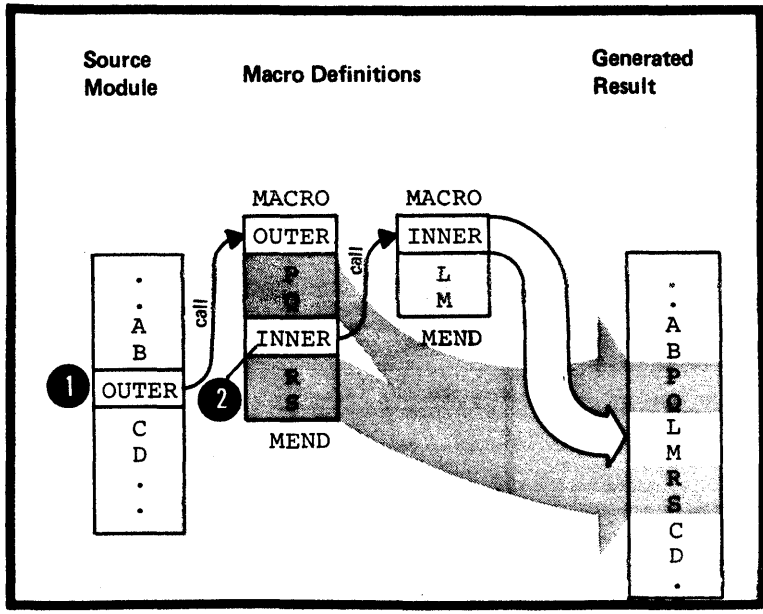 Source
Module
Macro Definitions
Generated
Result
MACRO
OUTER
P
Q
INNER
R
S
MEND
MACRO
INNER
L
M
MEND
call
call
.
.
A
B
1
OUTER
C
D
.
.
2
.
.
A
B
P
Q
L
M
R
S
C
D
.